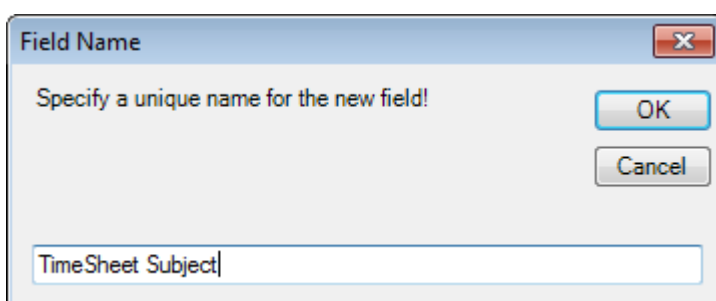 Field Name
Specify a unique name for the new field!
OK
Cancel
TimeSheet Subject